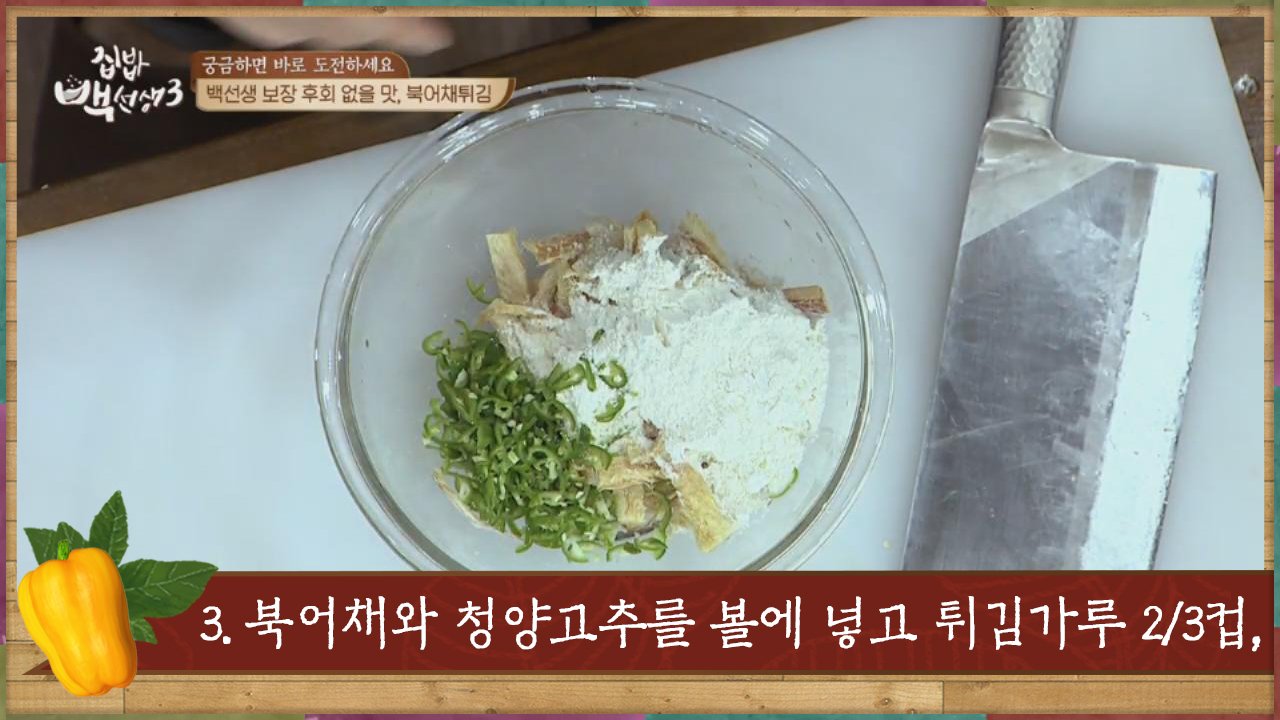 집밥
백선생3
궁금하면 바로 도전하세요
백선생 보장 후회 없을 맛, 북어채튀김
3. 북어채와 청양고추를 볼에 넣고 튀김가루 2/3컵,